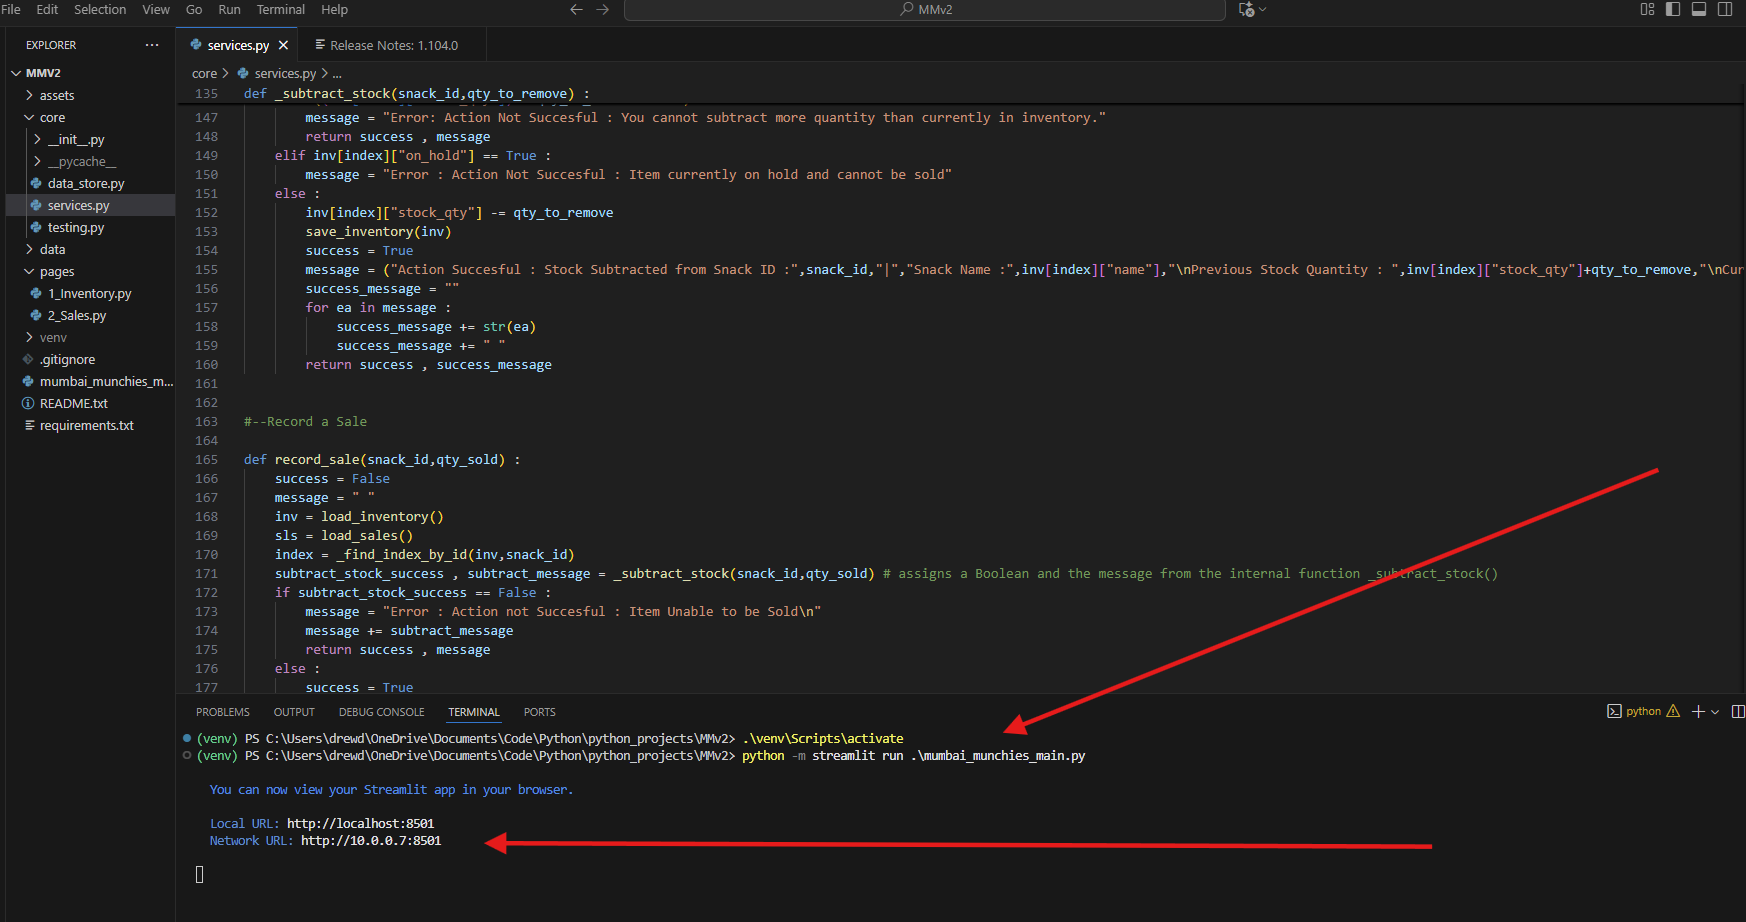 File Edit Selection View Go Run Terminal Help
MMv2
EXPLORER
MMV2
assets
core
__init__.py
__pycache__
data_store.py
services.py
testing.py
data
pages
1_Inventory.py
2_Sales.py
venv
.gitignore
mumbai_munchies_m...
README.txt
requirements.txt
services.py Release Notes: 1.104.0
core > services.py > ...
135 def _subtract_stock(snack_id,qty_to_remove) :
147 message = "Error: Action Not Succesful : You cannot subtract more quantity than currently in inventory."
148 return success , message
149 elif inv[index]["on_hold"] == True :
150 message = "Error : Action Not Succesful : Item currently on hold and cannot be sold"
151 else :
152 inv[index]["stock_qty"] -= qty_to_remove
153 save_inventory(inv)
154 success = True
155 message = ("Action Succesful : Stock Subtracted from Snack ID :",snack_id,"|","Snack Name :",inv[index]["name"],"\nPrevious Stock Quantity : ",inv[index]["stock_qty"]+qty_to_remove,"\nCur
156 success_message = ""
157 for ea in message :
158 success_message += str(ea)
159 success_message += " "
160 return success , success_message
161
162
163 #--Record a Sale
164
165 def record_sale(snack_id,qty_sold) :
166 success = False
167 message = " "
168 inv = load_inventory()
169 sls = load_sales()
170 index = _find_index_by_id(inv,snack_id)
171 subtract_stock_success , subtract_message = _subtract_stock(snack_id,qty_sold) # assigns a Boolean and the message from the internal function _subtract_stock()
172 if subtract_stock_success == False :
173 message = "Error : Action not Succesful : Item Unable to be Sold\n"
174 message += subtract_message
175 return success , message
176 else :
177 success = True
PROBLEMS OUTPUT DEBUG CONSOLE TERMINAL PORTS
python
(venv) PS C:\Users\drewd\OneDrive\Documents\Code\Python\python_projects\MMv2> .\venv\Scripts\activate
(venv) PS C:\Users\drewd\OneDrive\Documents\Code\Python\python_projects\MMv2> python -m streamlit run .\mumbai_munchies_main.py
You can now view your Streamlit app in your browser.
Local URL: http://localhost:8501
Network URL: http://10.0.0.7:8501